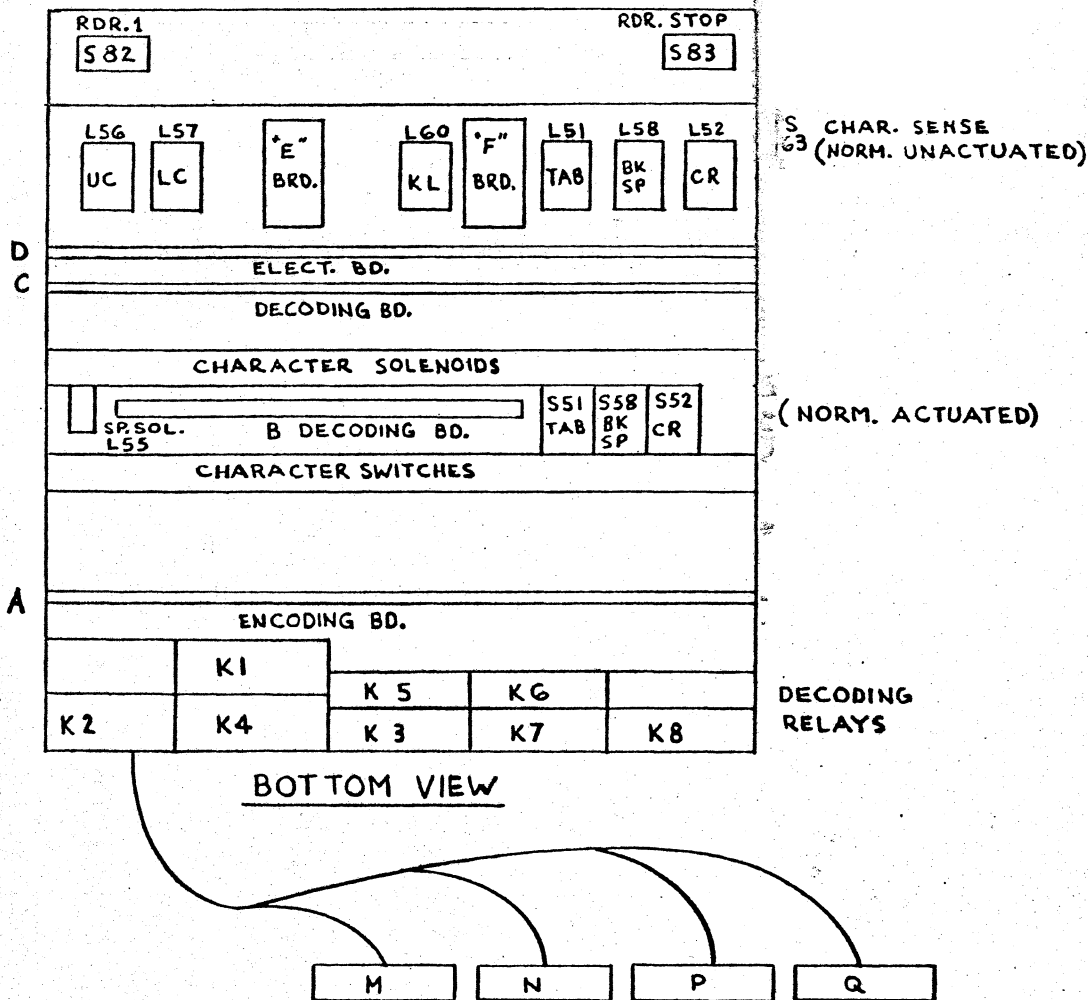 RDR.1 RDR. STOP
S82 S83
L56 L57 L60 L51 L58 L52
UC LC "E" BRD. KL "F" BRD. TAB BK SP CR
S 63 CHAR. SENSE
(NORM. UNACTUATED)
D
ELECT. BD.
C
DECODING BD.
CHARACTER SOLENOIDS
SP. SOL.
L55
B DECODING BD.
S51 TAB
S58 BK SP
S52 CR
(NORM. ACTUATED)
CHARACTER SWITCHES
A
ENCODING BD.
K1
K5 K6
K2 K4 K3 K7 K8
DECODING
RELAYS
BOTTOM VIEW
M N P Q